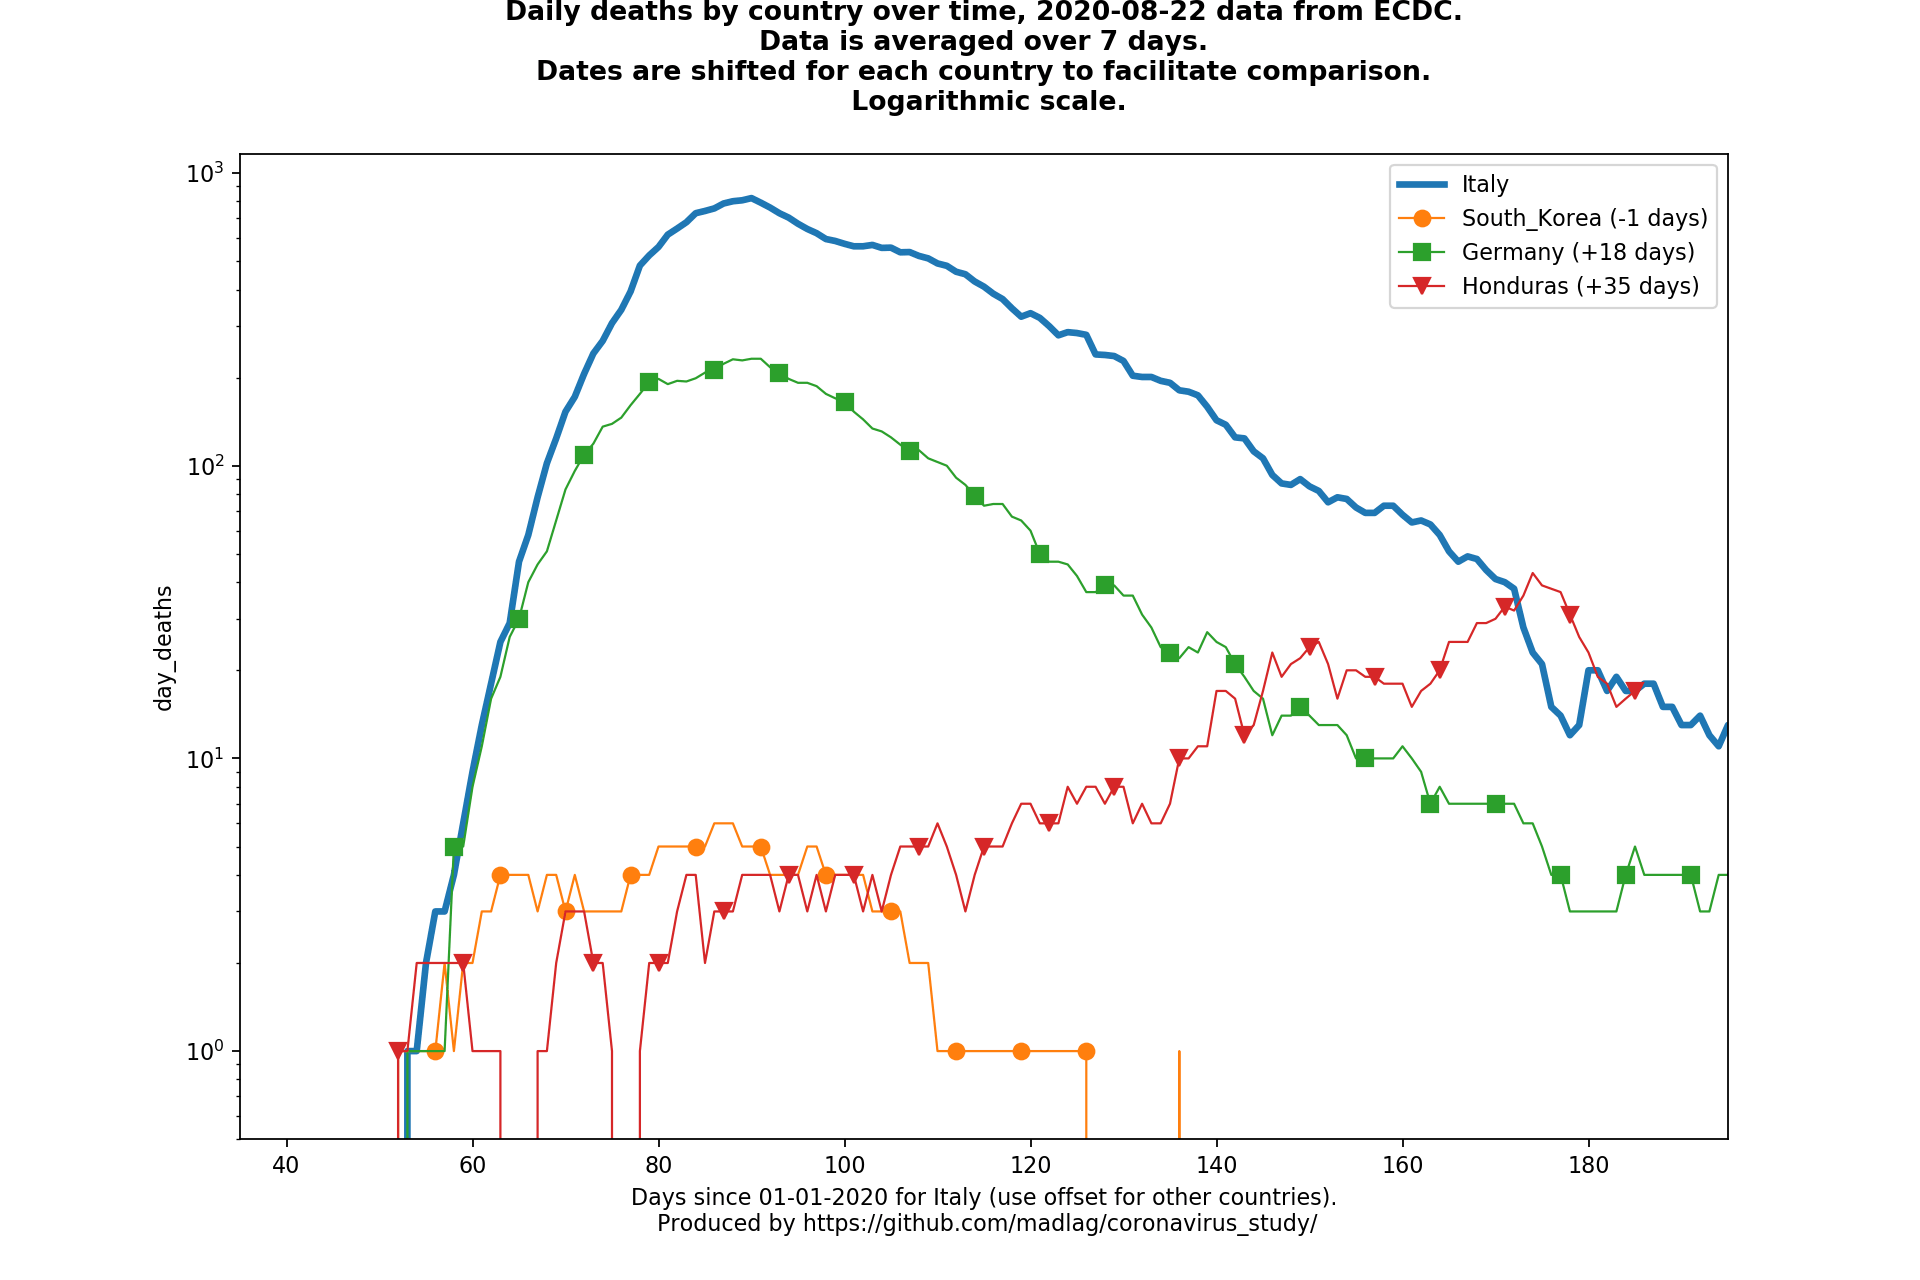 Daily deaths by country over time, 2020-08-22 data from ECDC.
Data is averaged over 7 days.
Dates are shifted for each country to facilitate comparison.
Logarithmic scale.
10³
10²
10¹
10⁰
day_deaths
Italy
South_Korea (-1 days)
Germany (+18 days)
Honduras (+35 days)
40 60 80 100 120 140 160 180
Days since 01-01-2020 for Italy (use offset for other countries).
Produced by https://github.com/madlag/coronavirus_study/